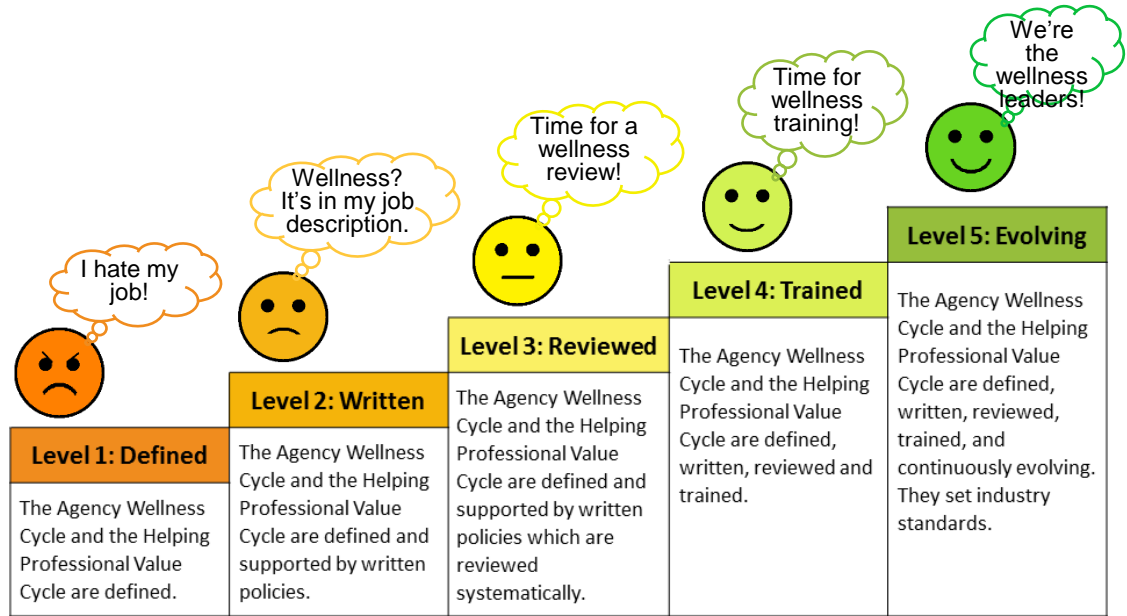 I hate my
job!
Wellness?
It's in my job
description.
Time for a
wellness
review!
Time for
wellness
training!
We're
the
wellness
leaders!
Level 1: Defined
The Agency Wellness
Cycle and the Helping
Professional Value
Cycle are defined.
Level 2: Written
The Agency Wellness
Cycle and the Helping
Professional Value
Cycle are defined and
supported by written
policies.
Level 3: Reviewed
The Agency Wellness
Cycle and the Helping
Professional Value
Cycle are defined and
supported by written
policies which are
reviewed
systematically.
Level 4: Trained
The Agency Wellness
Cycle and the Helping
Professional Value
Cycle are defined,
written, reviewed and
trained.
Level 5: Evolving
The Agency Wellness
Cycle and the Helping
Professional Value
Cycle are defined,
written, reviewed,
trained, and
continuously evolving.
They set industry
standards.